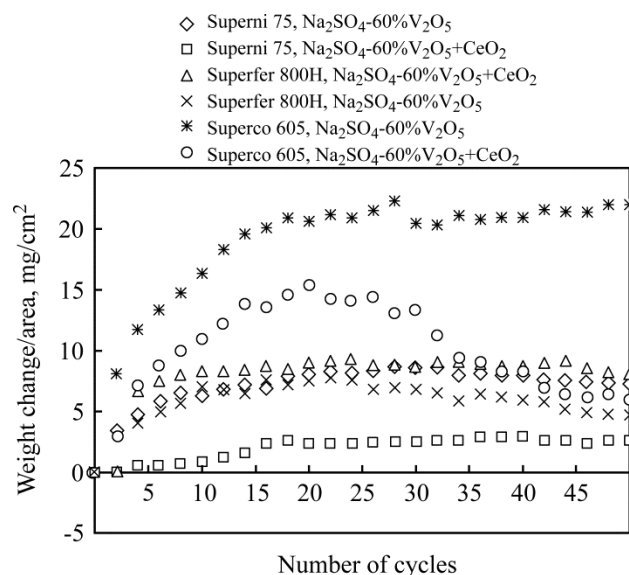 Superni 75, Na₂SO₄-60%V₂O₅
Superni 75, Na₂SO₄-60%V₂O₅+CeO₂
Superfer 800H, Na₂SO₄-60%V₂O₅+CeO₂
Superfer 800H, Na₂SO₄-60%V₂O₅
Superco 605, Na₂SO₄-60%V₂O₅
Superco 605, Na₂SO₄-60%V₂O₅+CeO₂
Weight change/area, mg/cm²
25
20
15
10
5
0
-5
5 10 15 20 25 30 35 40 45
Number of cycles